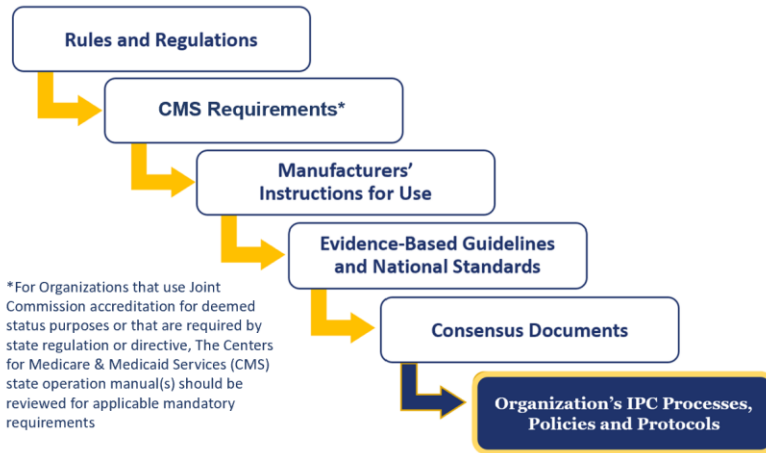 Rules and Regulations
CMS Requirements*
Manufacturers'
Instructions for Use
Evidence-Based Guidelines
and National Standards
Consensus Documents
Organization's IPC Processes,
Policies and Protocols
*For Organizations that use Joint
Commission accreditation for deemed
status purposes or that are required by
state regulation or directive, The Centers
for Medicare & Medicaid Services (CMS)
state operation manual(s) should be
reviewed for applicable mandatory
requirements